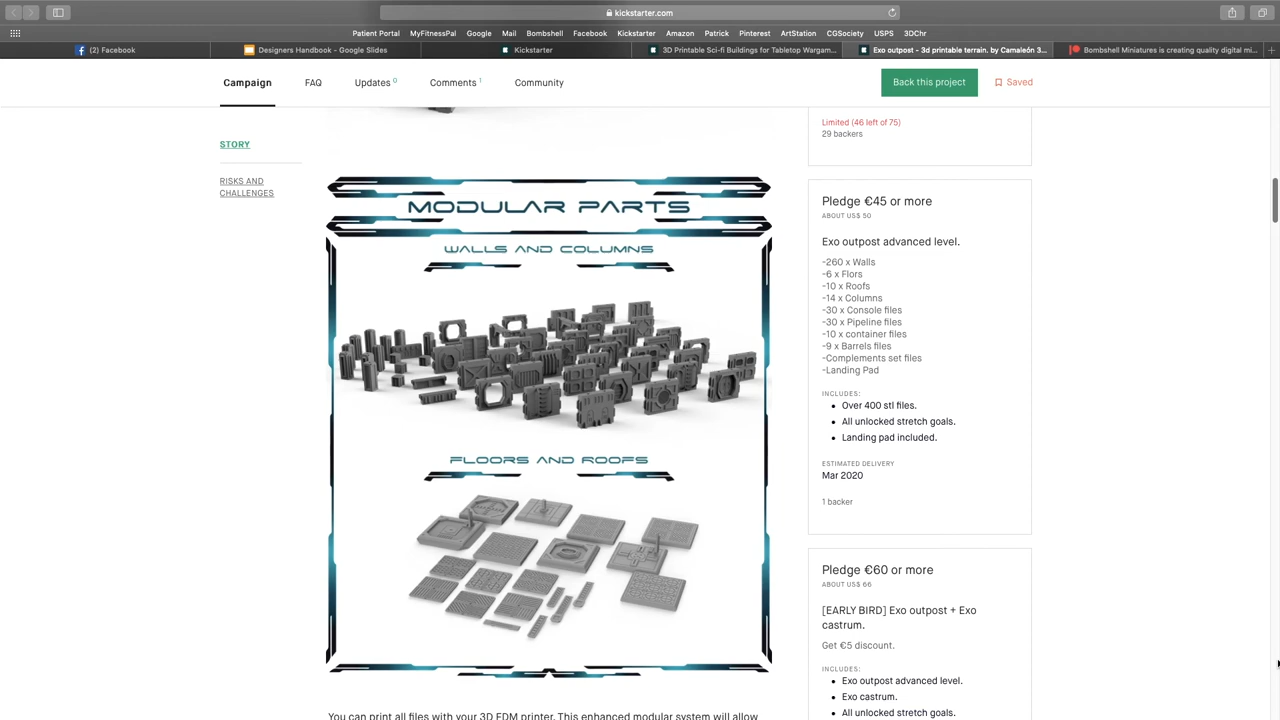 kickstarter.com
Patient Portal MyFitnessPal Google Mail Bombshell Facebook Kickstarter Amazon Patrick Pinterest ArtStation CGSociety USPS 3DChr
(2) Facebook Designers Handbook - Google Slides Kickstarter 3D Printable Sci-fi Buildings for Tabletop Wargam... Exo outpost - 3d printable terrain. by Camaleón 3... Bombshell Miniatures is creating quality digital mi...
Campaign FAQ Updates 0 Comments 1 Community Back this project Saved
STORY
RISKS AND
CHALLENGES
MODULAR PARTS
WALLS AND COLUMNS
FLOORS AND ROOFS
You can print all files with your 3D FDM printer. This enhanced modular system will allow
Limited (46 left of 75)
29 backers
Pledge €45 or more
ABOUT US$ 50
Exo outpost advanced level.
-260 x Walls
-6 x Flors
-10 x Roofs
-14 x Columns
-30 x Console files
-30 x Pipeline files
-10 x container files
-9 x Barrels files
-Complements set files
-Landing Pad
INCLUDES:
• Over 400 stl files.
• All unlocked stretch goals.
• Landing pad included.
ESTIMATED DELIVERY
Mar 2020
1 backer
Pledge €60 or more
ABOUT US$ 66
[EARLY BIRD] Exo outpost + Exo
castrum.
Get €5 discount.
INCLUDES:
• Exo outpost advanced level.
• Exo castrum.
• All unlocked stretch goals.